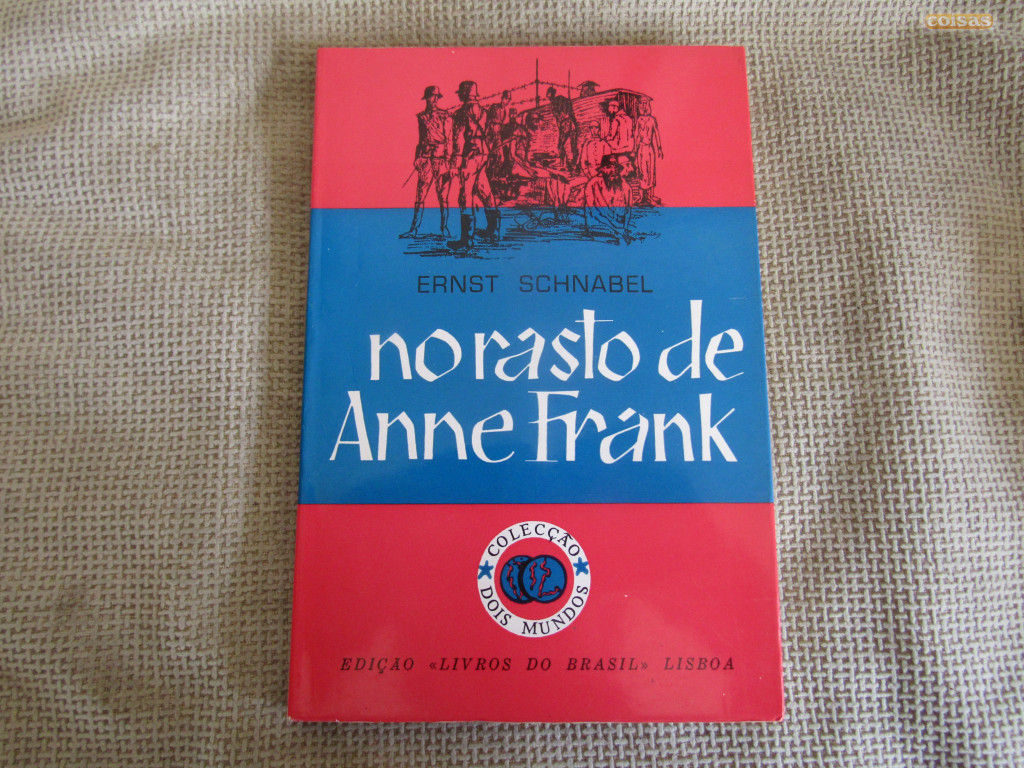 coisas
ERNST SCHNABEL
no rasto de
Anne Frank
COLECÇÃO
DOIS MUNDOS
EDIÇÃO «LIVROS DO BRASIL» LISBOA